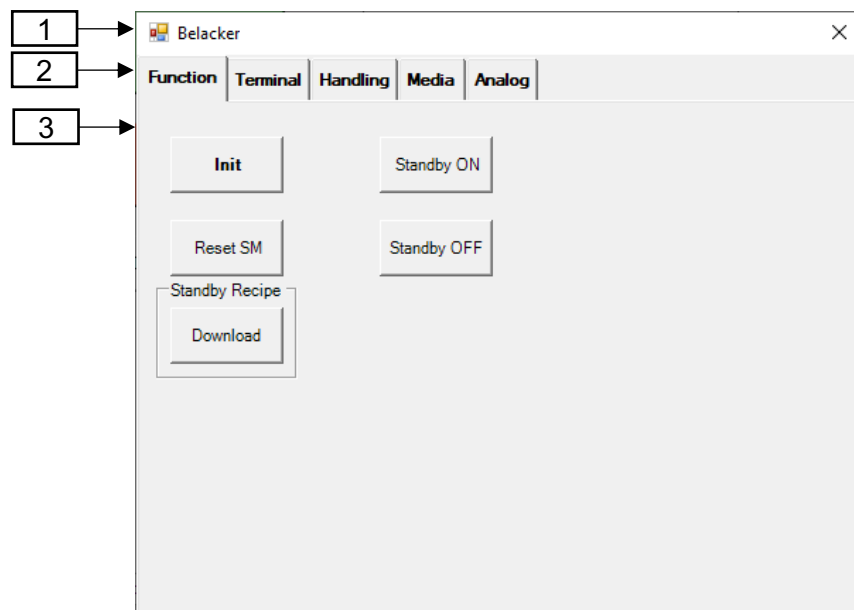 1
Belacker
2
Function Terminal Handling Media Analog
3
Init
Standby ON
Reset SM
Standby OFF
Standby Recipe
Download